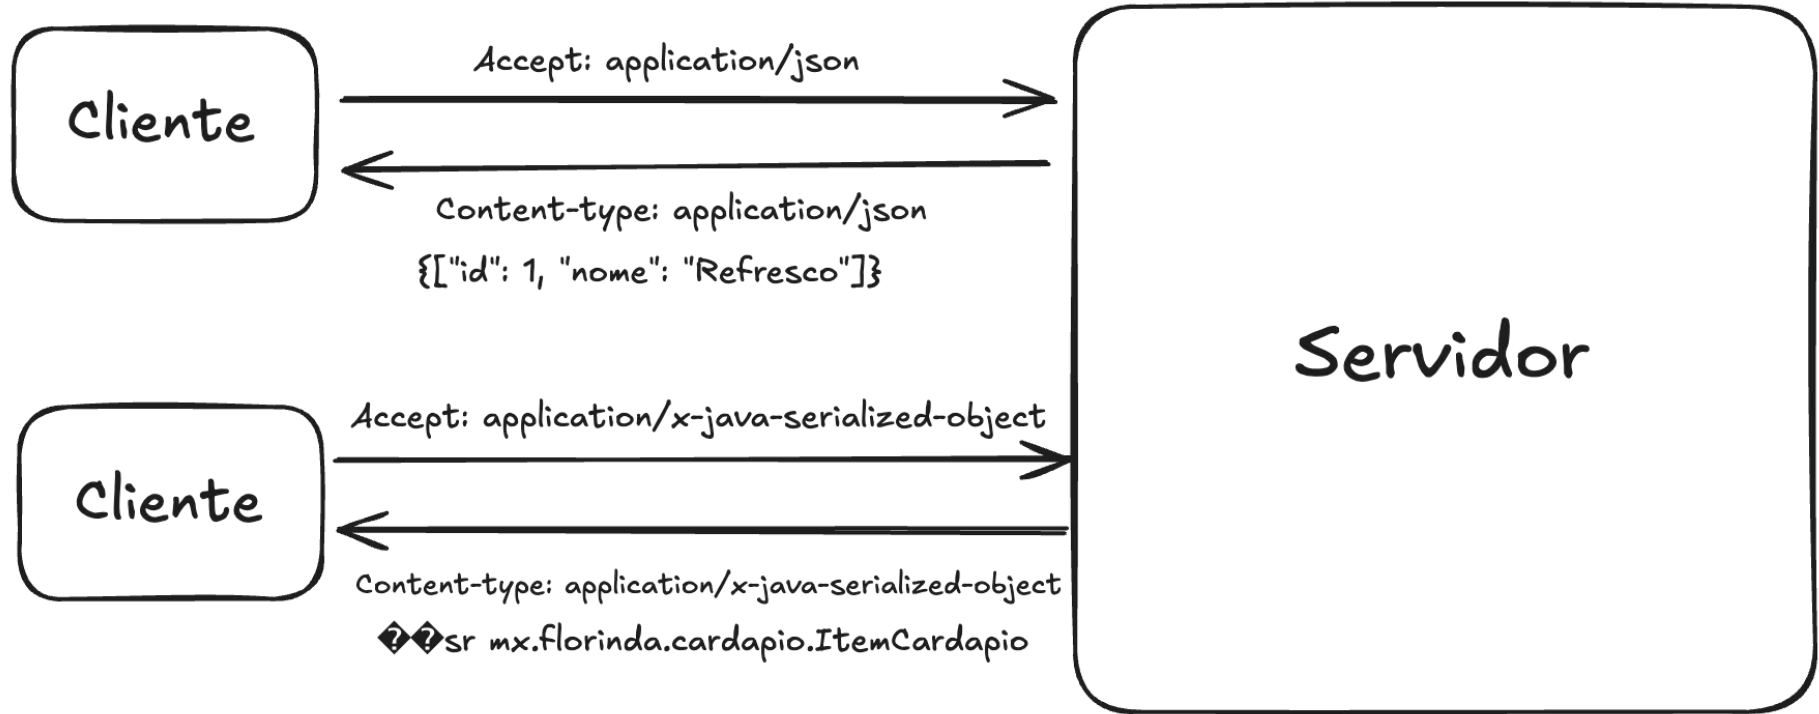 Accept: application/json
Cliente
Content-type: application/json
{["id": 1, "nome": "Refresco"]}
Servidor
Accept: application/x-java-serialized-object
Cliente
Content-type: application/x-java-serialized-object
��sr mx.florinda.cardapio.ItemCardapio